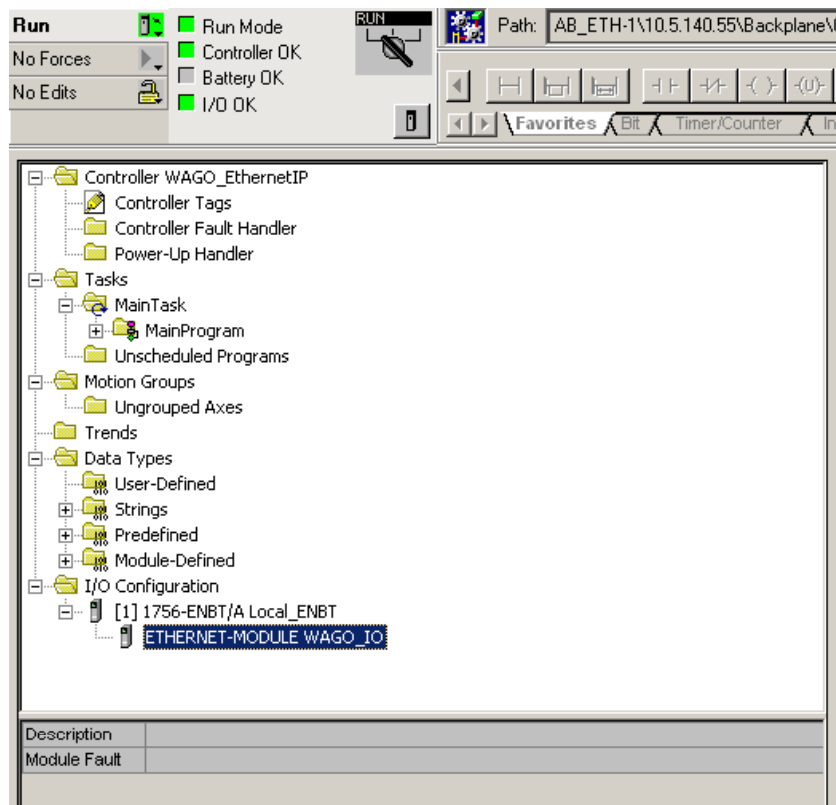 Run
Run Mode
RUN
Path: AB_ETH-1\10.5.140.55\Backplane\
No Forces
Controller OK
Battery OK
No Edits
I/O OK
Favorites Bit Timer/Counter
Controller WAGO_EthernetIP
Controller Tags
Controller Fault Handler
Power-Up Handler
Tasks
MainTask
MainProgram
Unscheduled Programs
Motion Groups
Ungrouped Axes
Trends
Data Types
User-Defined
Strings
Predefined
Module-Defined
I/O Configuration
[1] 1756-ENBT/A Local_ENBT
ETHERNET-MODULE WAGO_IO
Description
Module Fault